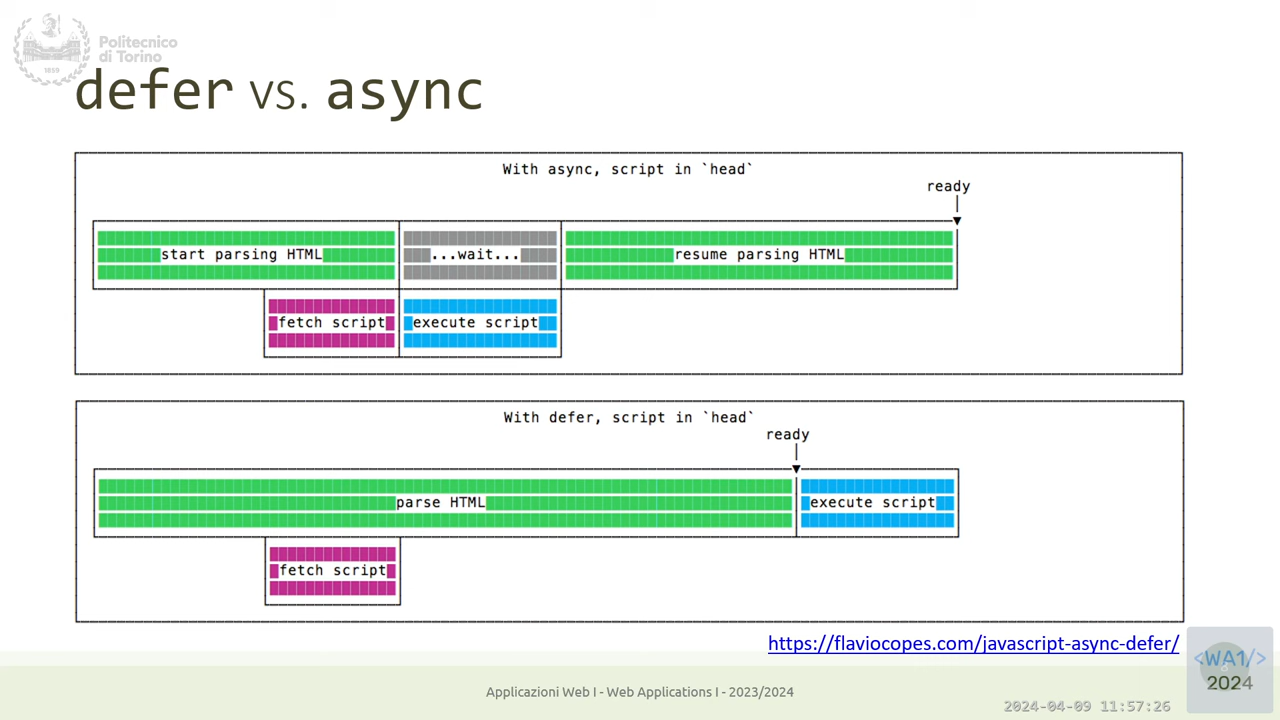 Politecnico
di Torino
1859
defer vs. async
With async, script in `head`
ready
start parsing HTML
...wait...
resume parsing HTML
fetch script
execute script
With defer, script in `head`
ready
parse HTML
execute script
fetch script
https://flaviocopes.com/javascript-async-defer/
<WA1/>
2024
Applicazioni Web I - Web Applications I - 2023/2024
2024-04-09 11:57:26